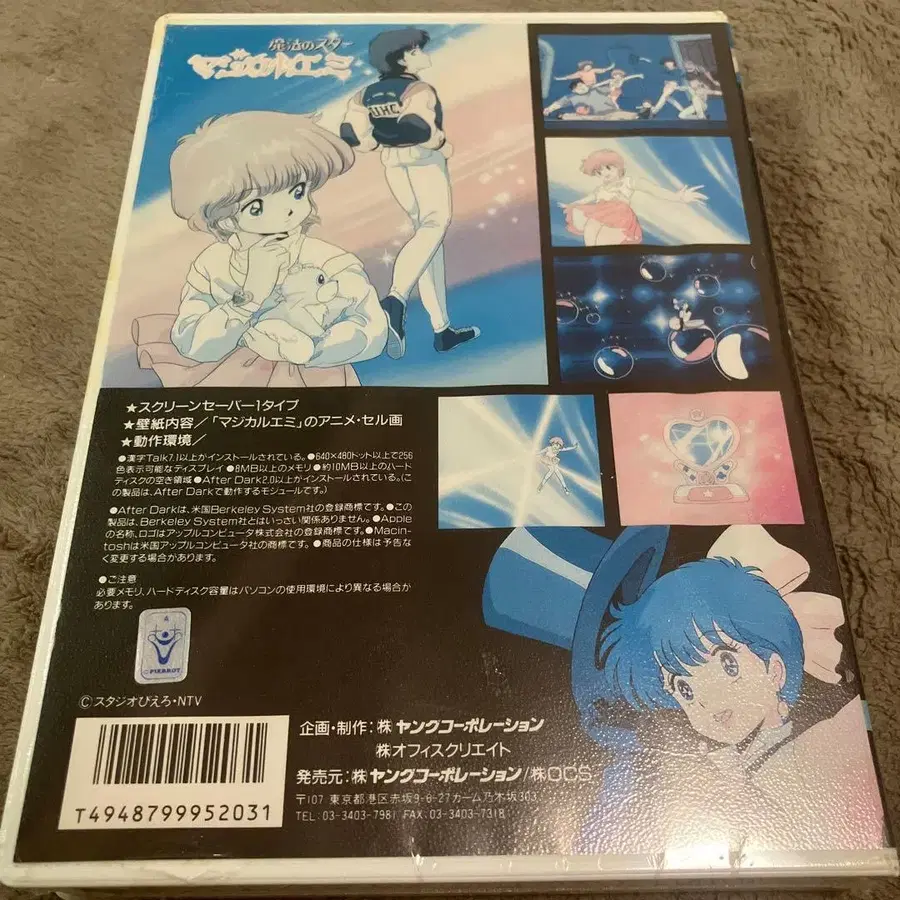 魔法のスター
マジカルエミ
UHC
★スクリーンセーバー1タイプ
★壁紙内容／「マジカルエミ」のアニメ・セル画
★動作環境／
●漢字Talk7.1以上がインストールされている。●640×480ドット以上で256
色表示可能なディスプレイ ●8MB以上のメモリ ●約10MB以上のハード
ディスクの空き領域 ●After Dark2.0以上がインストールされている。(こ
の製品は、After Darkで動作するモジュールです。)
●After Darkは、米国Berkeley System社の登録商標です。●この
製品は、Berkeley System社とはいっさい関係ありません。●Apple
の名称、ロゴはアップルコンピュータ株式会社の登録商標です。●Macin-
toshは米国アップルコンピュータ社の商標です。●商品の仕様は予告な
く変更する場合があります。
●ご注意
必要メモリ、ハードディスク容量はパソコンの使用環境により異なる場合か
あります。
©PIERROT
©スタジオぴえろ・NTV
T4948799952031
企画・制作：㈱ヤングコーポレーション
㈱オフィスクリエイト
発売元：㈱ヤングコーポレーション/㈱OCS
〒107 東京都港区赤坂9-6-27カーム乃木坂303
TEL. 03-3403-7981 FAX.03-3403-7318